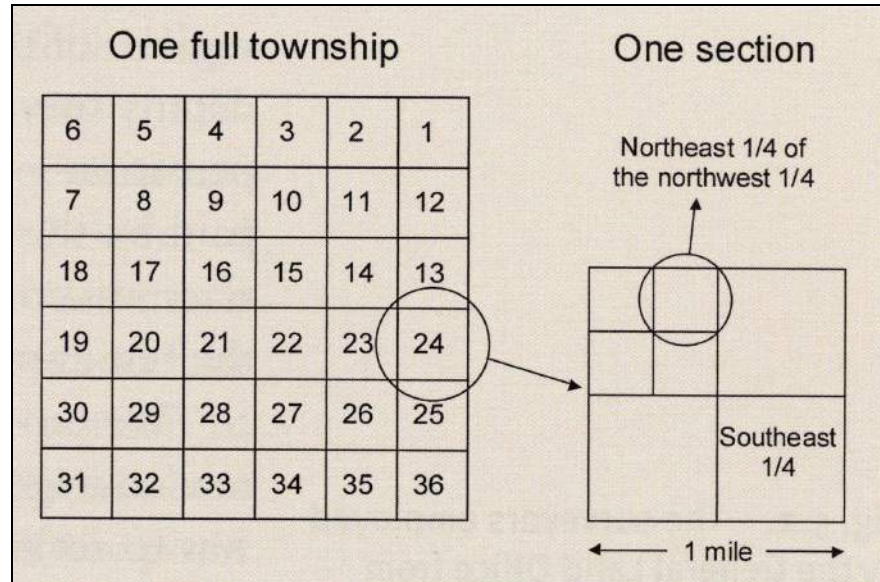 One full township
6 5 4 3 2 1
7 8 9 10 11 12
18 17 16 15 14 13
19 20 21 22 23 24
30 29 28 27 26 25
31 32 33 34 35 36
One section
Northeast 1/4 of
the northwest 1/4
Southeast
1/4
1 mile